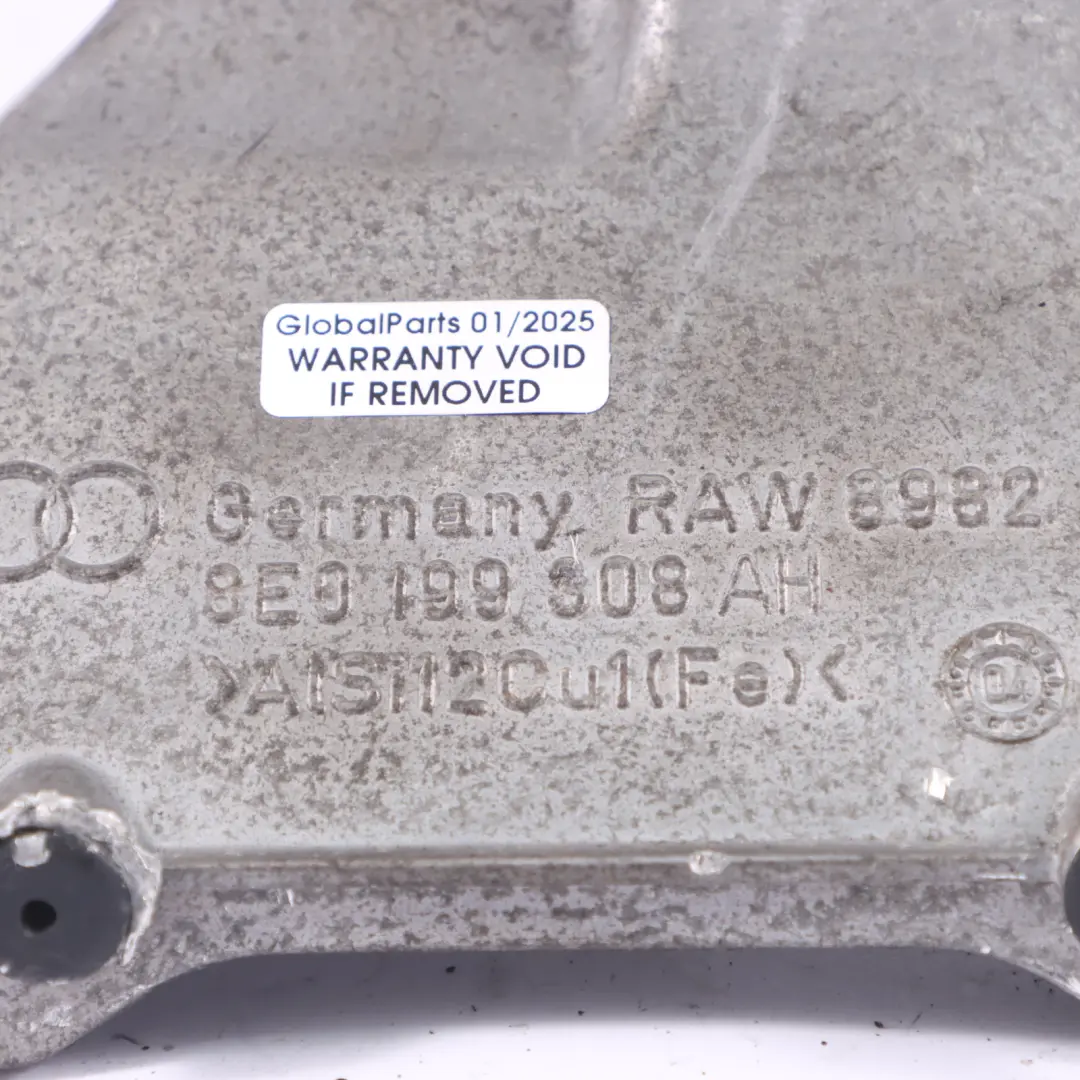 GlobalParts 01/2025
WARRANTY VOID
IF REMOVED
Germany RAW 8982
8E0 199 308 AH
>AlSi12Cu1(Fe)<